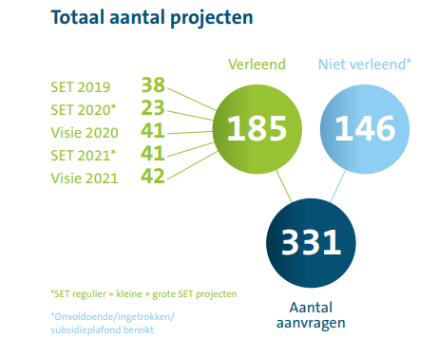 Totaal aantal projecten
Verleend
Niet verleend*
SET 2019 38
SET 2020* 23
Visie 2020 41
SET 2021* 41
Visie 2021 42
185
146
331
Aantal
aanvragen
*SET regulier = kleine + grote SET projecten
*Onvoldoende/ingetrokken/
subsidieplafond bereikt